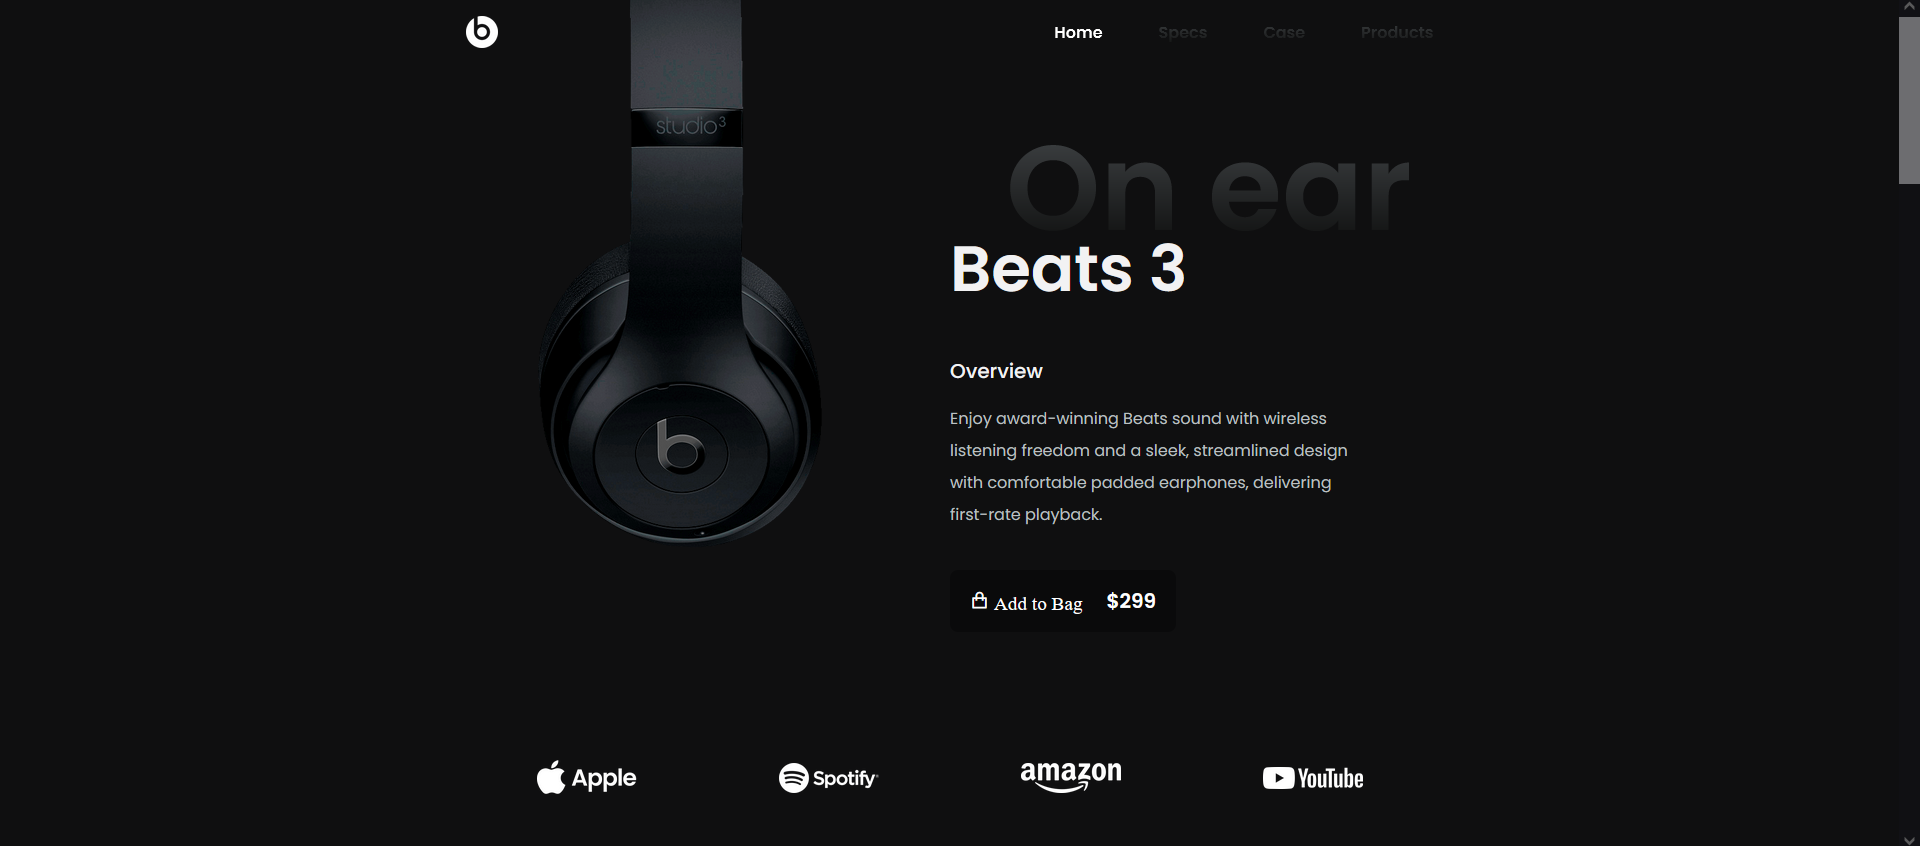 Home Specs Case Products
studio3
On ear
Beats 3
Overview
Enjoy award-winning Beats sound with wireless
listening freedom and a sleek, streamlined design
with comfortable padded earphones, delivering
first-rate playback.
Add to Bag $299
Apple Spotify amazon YouTube